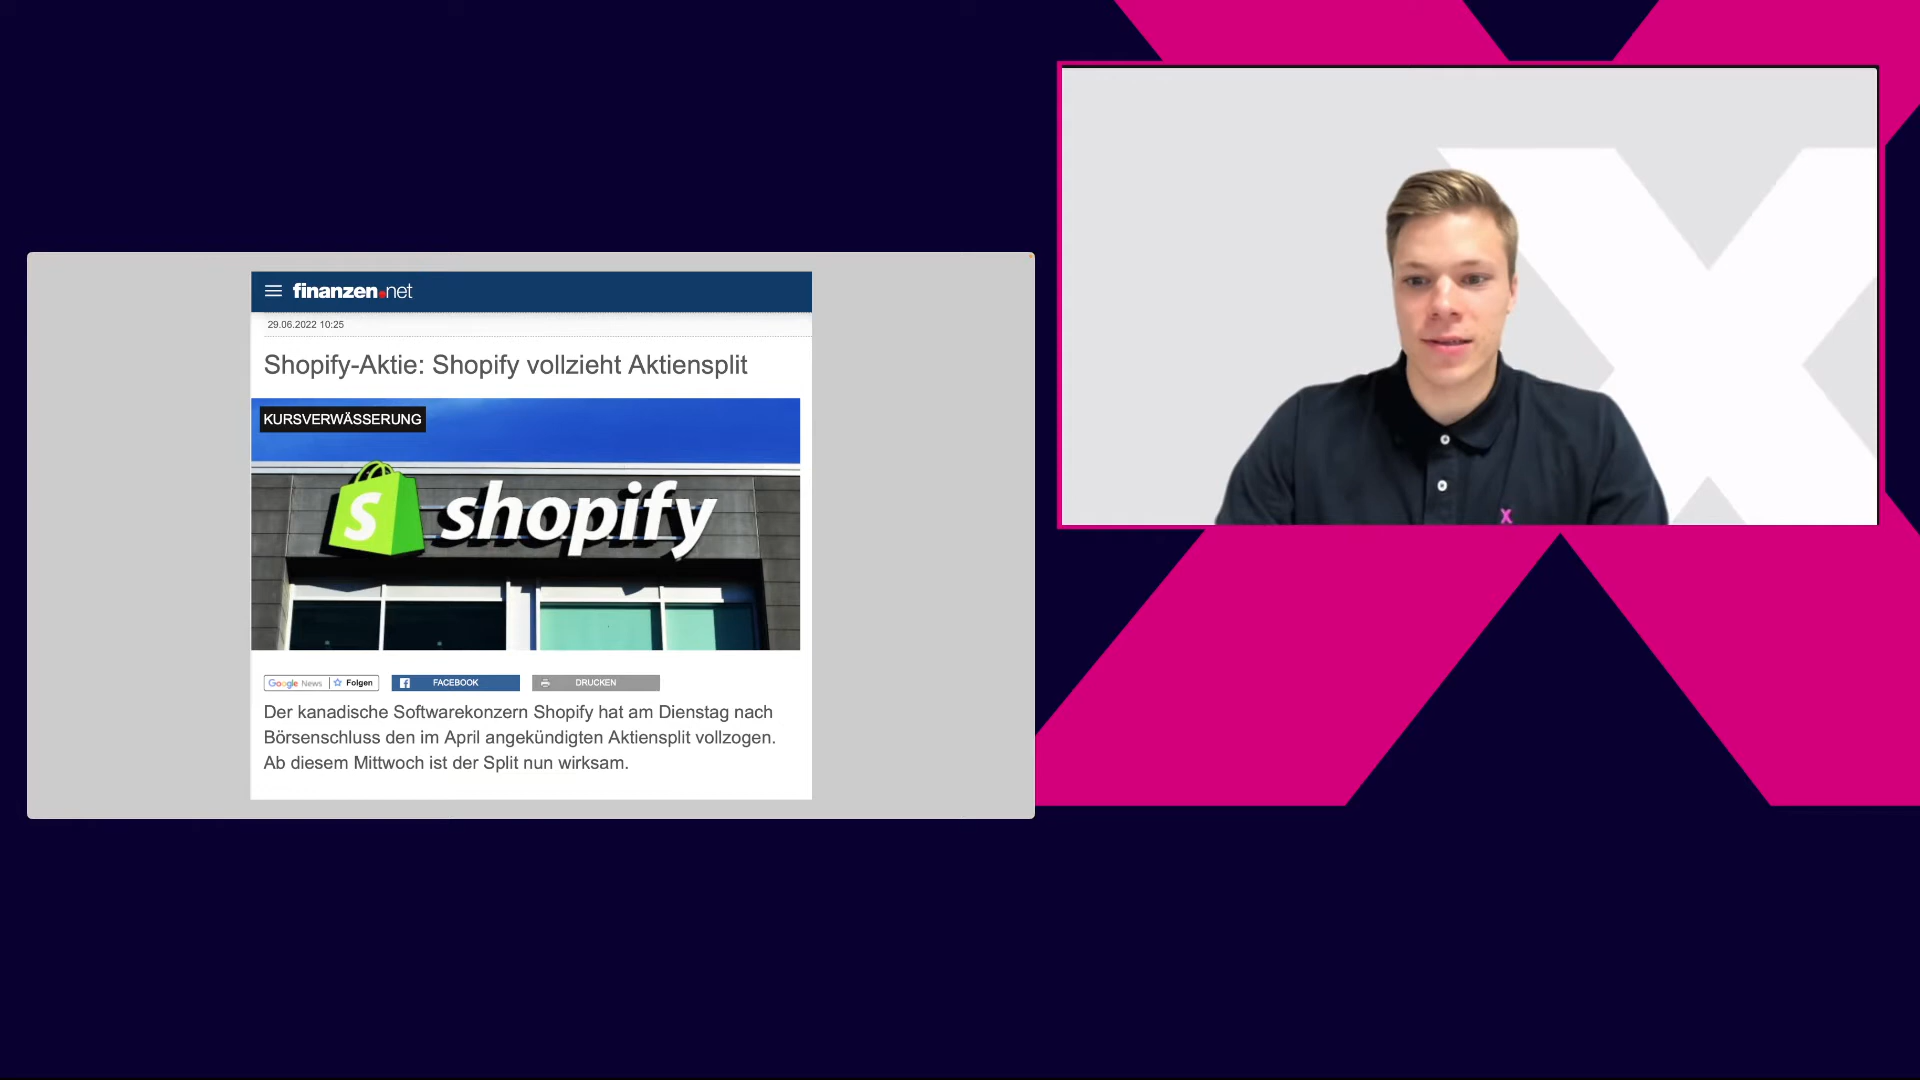 finanzen.net
29.06.2022 10:25
Shopify-Aktie: Shopify vollzieht Aktiensplit
KURSVERWÄSSERUNG
S shopify
Google News Folgen FACEBOOK DRUCKEN
Der kanadische Softwarekonzern Shopify hat am Dienstag nach
Börsenschluss den im April angekündigten Aktiensplit vollzogen.
Ab diesem Mittwoch ist der Split nun wirksam.
X